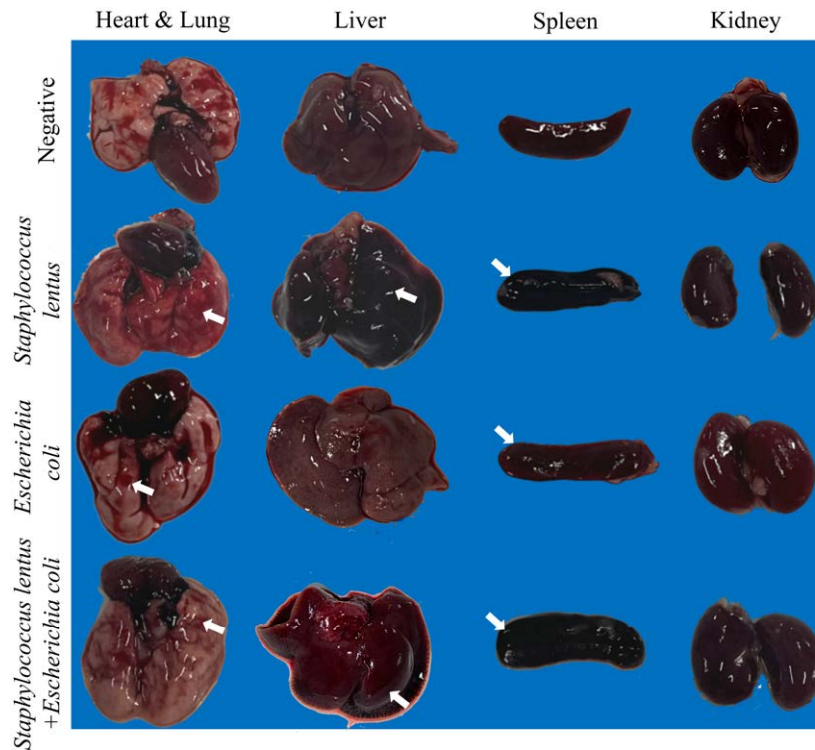 Heart & Lung Liver Spleen Kidney
Negative
Staphylococcus
lentus
Escherichia
coli
Staphylococcus lentus
+Escherichia coli